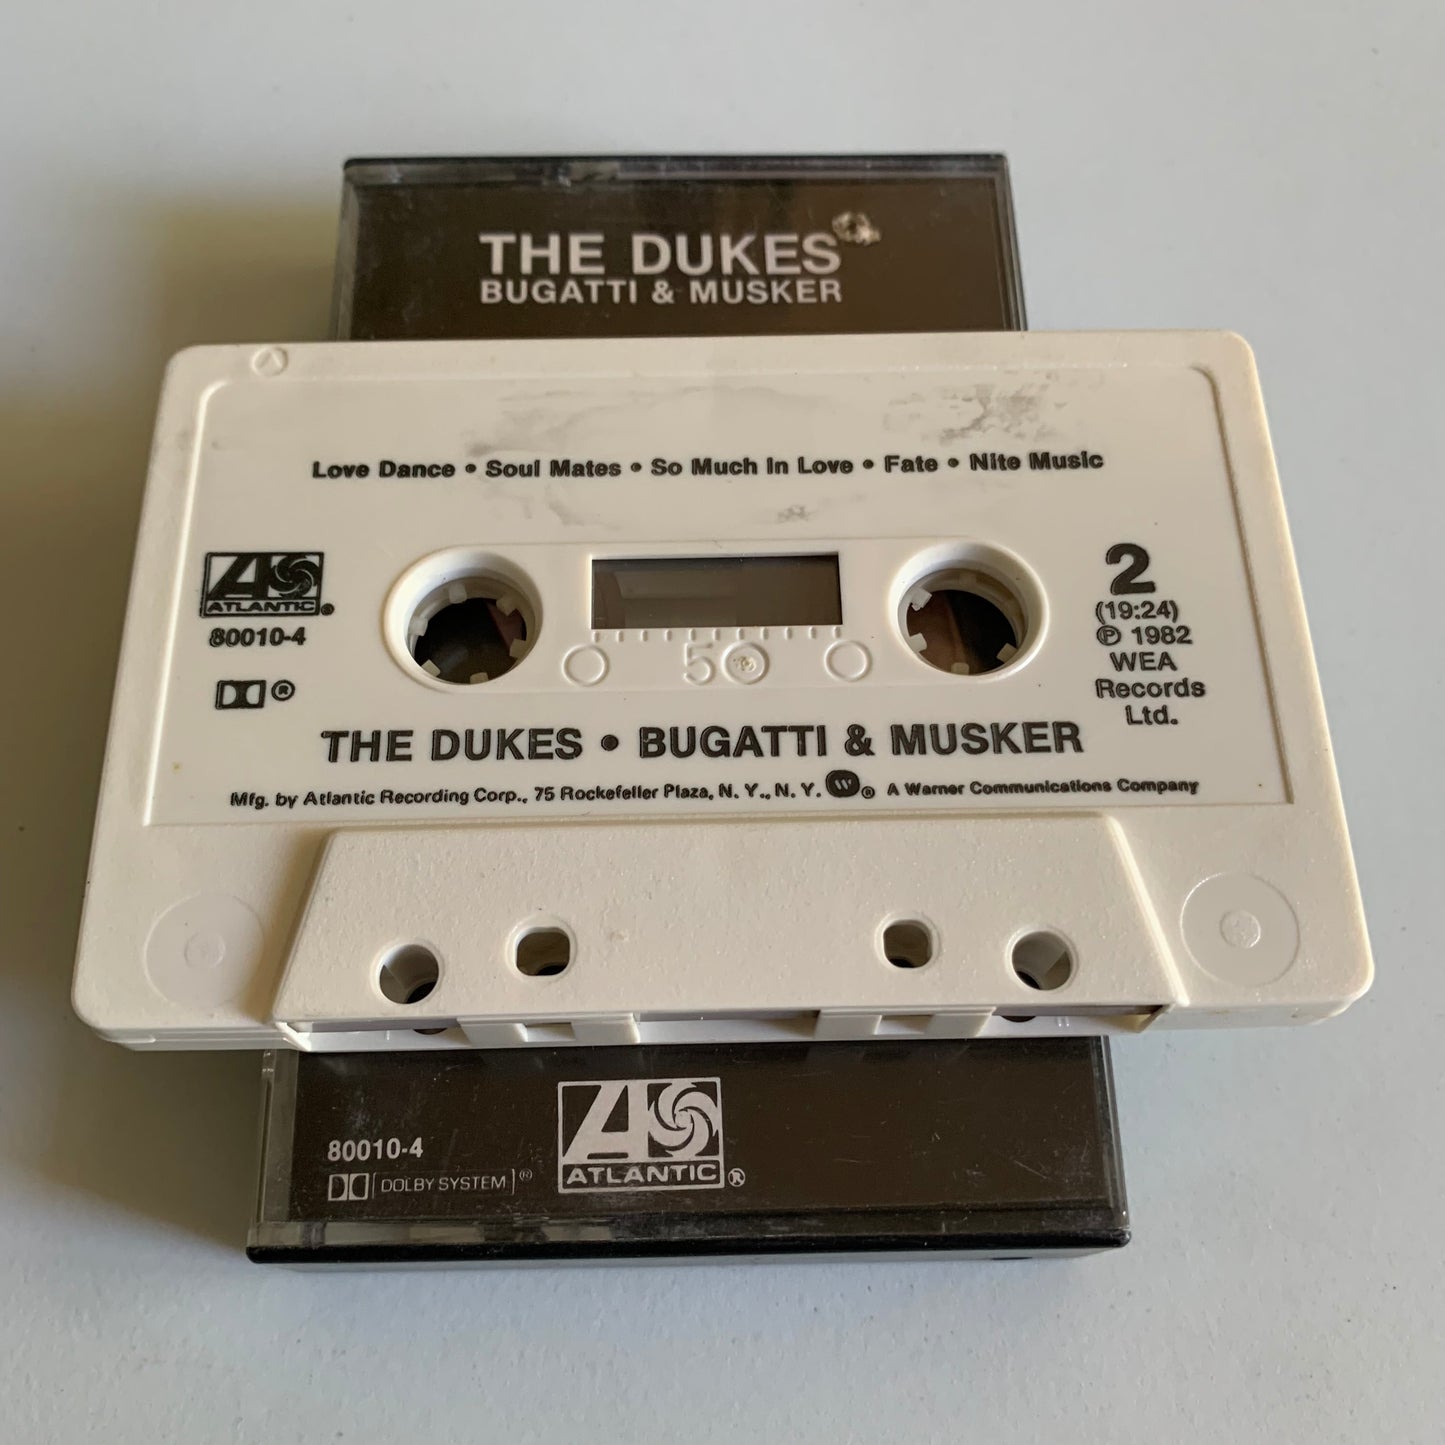 THE DUKES
BUGATTI & MUSKER
Love Dance • Soul Mates • So Much In Love • Fate • Nite Music
ATLANTIC®
80010-4
®
2
(19:24)
℗ 1982
WEA
Records
Ltd.
50
THE DUKES • BUGATTI & MUSKER
Mfg. by Atlantic Recording Corp., 75 Rockefeller Plaza, N. Y., N. Y. W® A Warner Communications Company
80010-4
DOLBY SYSTEM®
ATLANTIC®